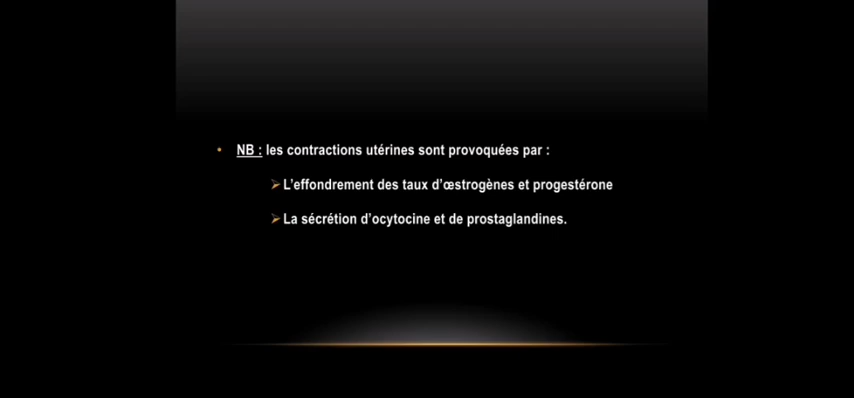 • NB : les contractions utérines sont provoquées par :
➢ L'effondrement des taux d'œstrogènes et progestérone
➢ La sécrétion d'ocytocine et de prostaglandines.